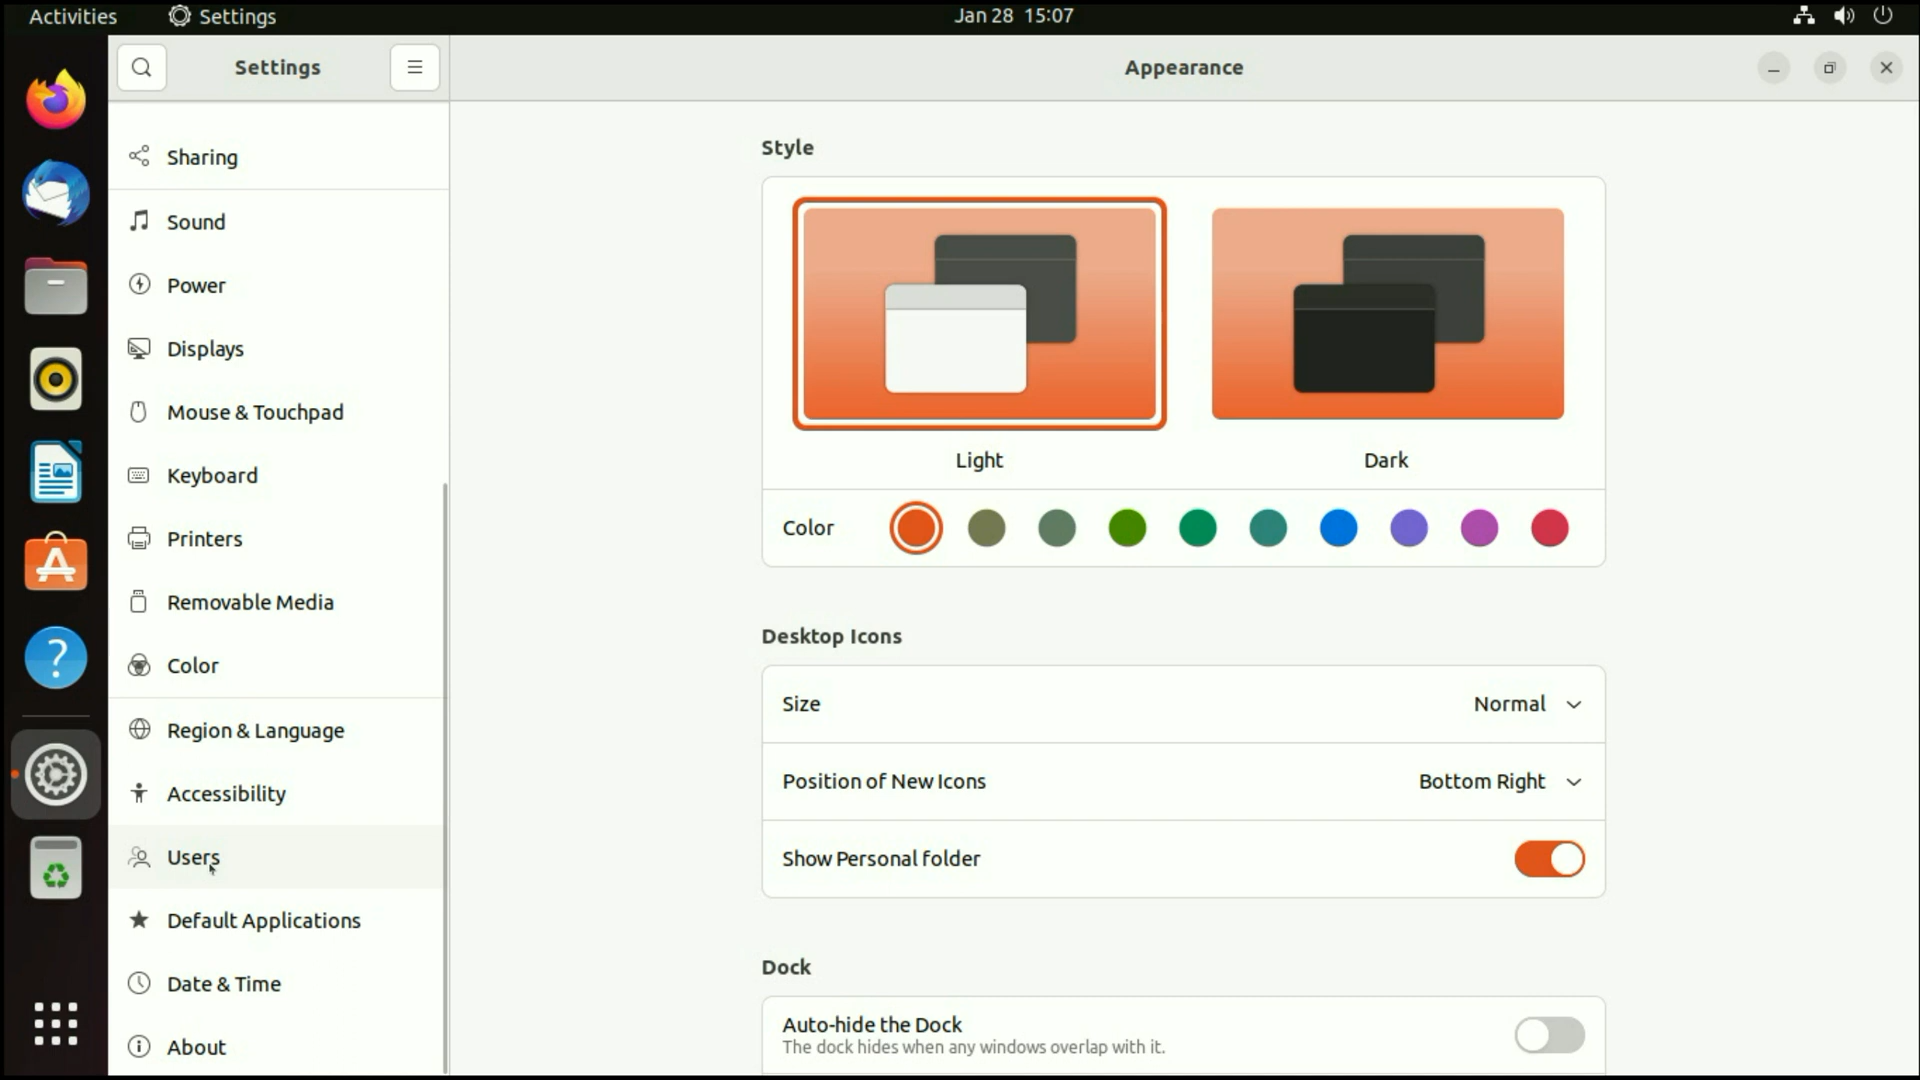 Activities
Settings
Jan 28 15:07
Settings
Appearance
Sharing
Sound
Power
Displays
Mouse & Touchpad
Keyboard
Printers
Removable Media
Color
Region & Language
Accessibility
Users
Default Applications
Date & Time
About
Style
Light
Dark
Color
Desktop Icons
Size
Normal
Position of New Icons
Bottom Right
Show Personal folder
Dock
Auto-hide the Dock
The dock hides when any windows overlap with it.